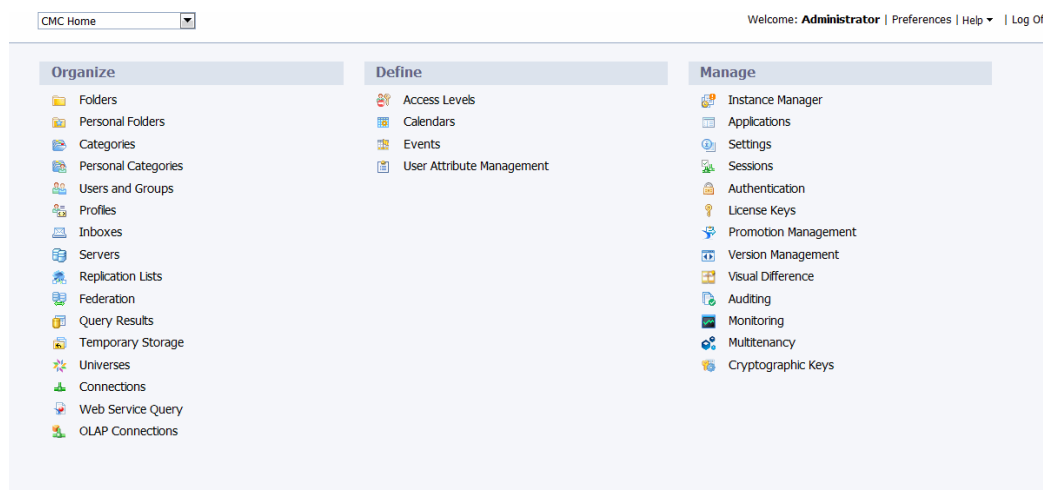 CMC Home
Welcome: Administrator | Preferences | Help | Log Of
Organize
Folders
Personal Folders
Categories
Personal Categories
Users and Groups
Profiles
Inboxes
Servers
Replication Lists
Federation
Query Results
Temporary Storage
Universes
Connections
Web Service Query
OLAP Connections
Define
Access Levels
Calendars
Events
User Attribute Management
Manage
Instance Manager
Applications
Settings
Sessions
Authentication
License Keys
Promotion Management
Version Management
Visual Difference
Auditing
Monitoring
Multitenancy
Cryptographic Keys